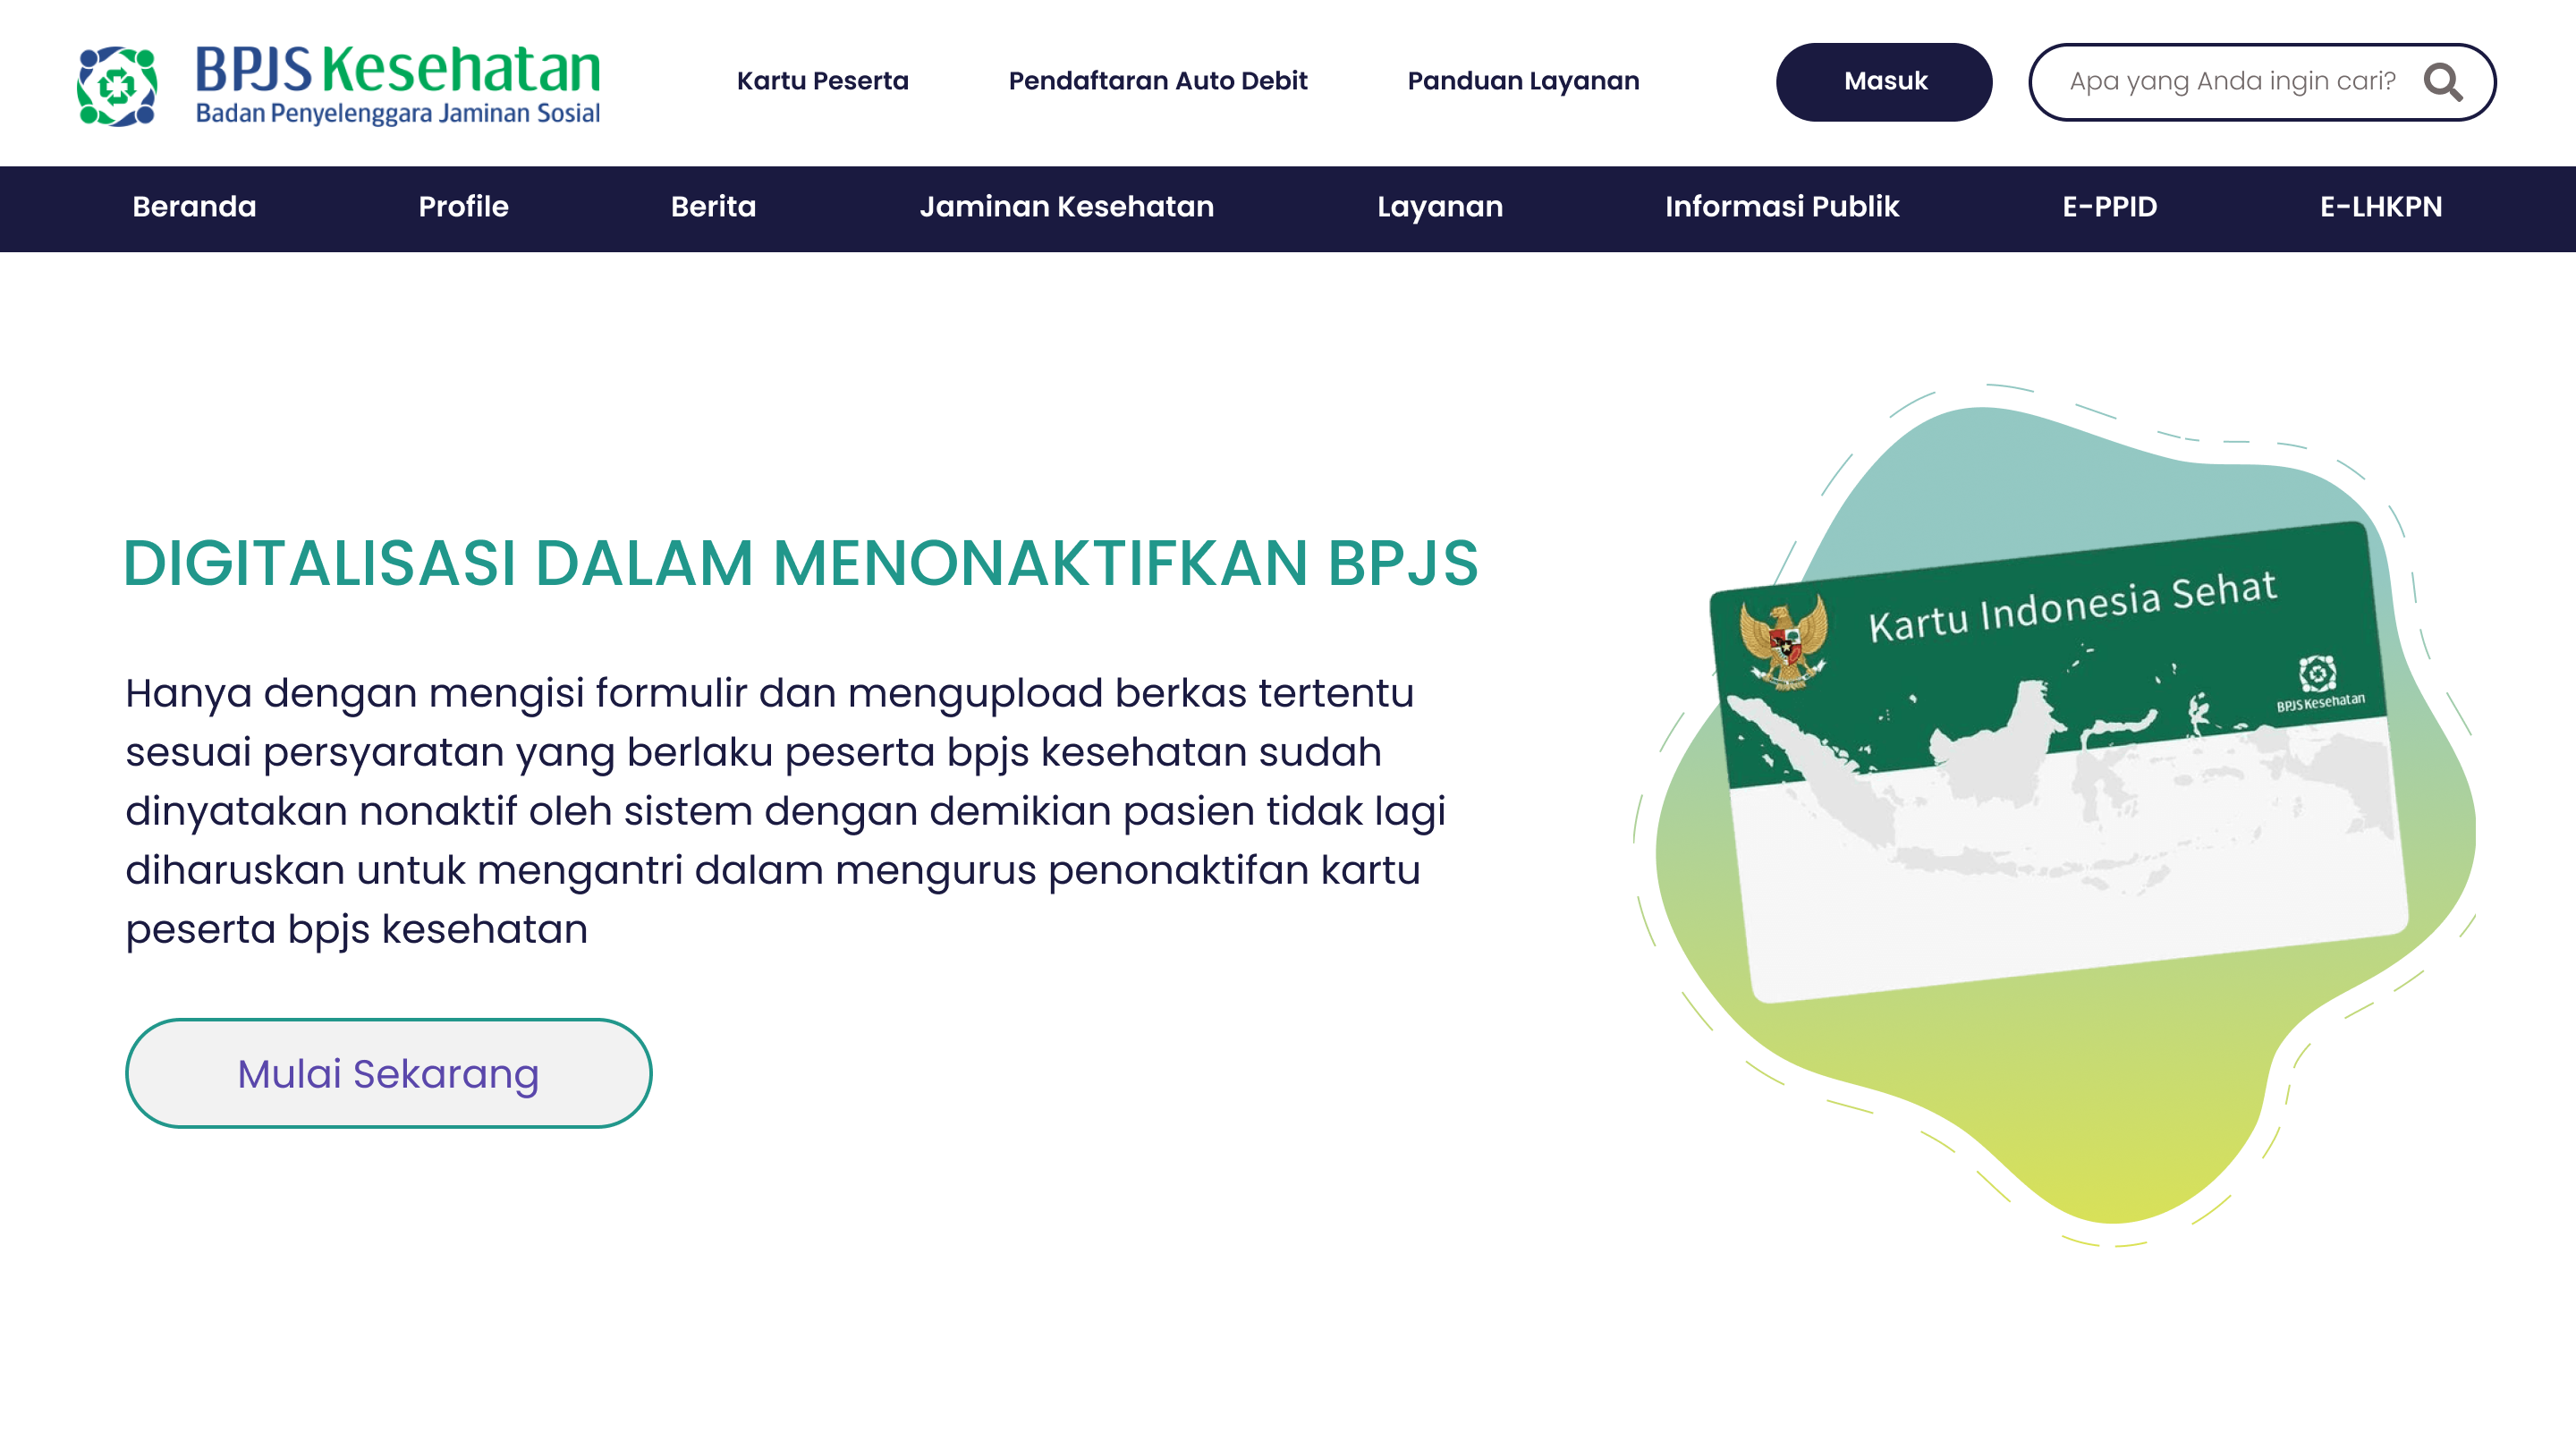 BPJS Kesehatan
Badan Penyelenggara Jaminan Sosial
Kartu Peserta
Pendaftaran Auto Debit
Panduan Layanan
Masuk
Apa yang Anda ingin cari?
Beranda
Profile
Berita
Jaminan Kesehatan
Layanan
Informasi Publik
E-PPID
E-LHKPN
DIGITALISASI DALAM MENONAKTIFKAN BPJS
Hanya dengan mengisi formulir dan mengupload berkas tertentu
sesuai persyaratan yang berlaku peserta bpjs kesehatan sudah
dinyatakan nonaktif oleh sistem dengan demikian pasien tidak lagi
diharuskan untuk mengantri dalam mengurus penonaktifan kartu
peserta bpjs kesehatan
Mulai Sekarang
Kartu Indonesia Sehat
BPJS Kesehatan